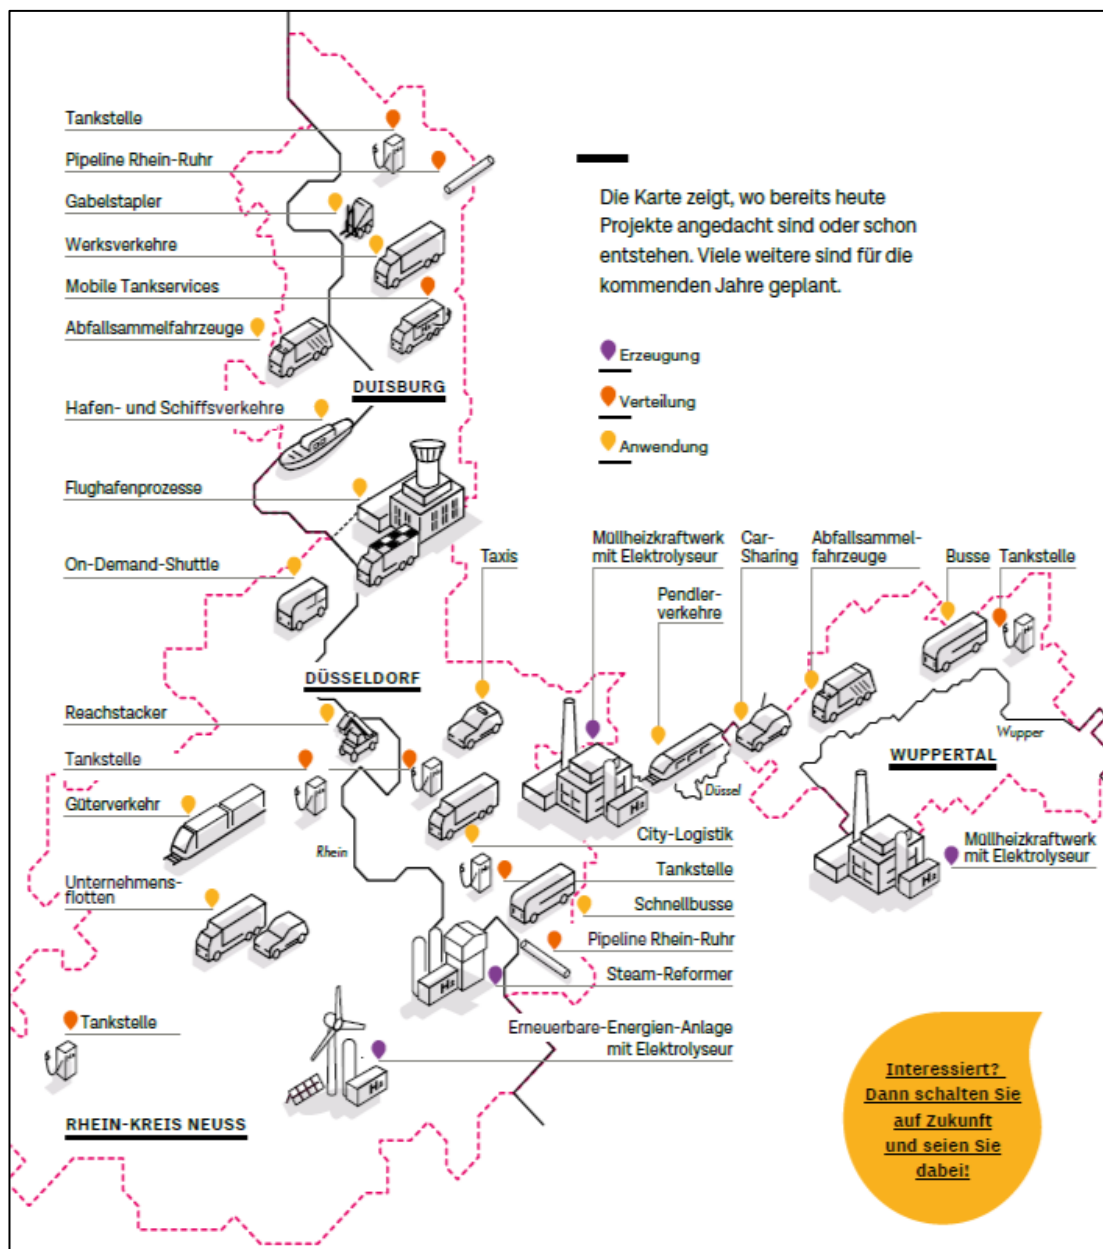 Tankstelle
Pipeline Rhein-Ruhr
Gabelstapler
Werksverkehre
Mobile Tankservices
Abfallsammelfahrzeuge
DUISBURG
Hafen- und Schiffsverkehre
Flughafenprozesse
On-Demand-Shuttle
DÜSSELDORF
Die Karte zeigt, wo bereits heute
Projekte angedacht sind oder schon
entstehen. Viele weitere sind für die
kommenden Jahre geplant.
Erzeugung
Verteilung
Anwendung
Taxis
Müllheizkraftwerk
mit Elektrolyseur
Pendler-
verkehre
Car-
Sharing
Abfallsammel-
fahrzeuge
Busse
Tankstelle
Wupper
WUPPERTAL
Düssel
Müllheizkraftwerk
mit Elektrolyseur
H2
Reachstacker
Tankstelle
Güterverkehr
Rhein
Unternehmens-
flotten
H2
City-Logistik
Tankstelle
Schnellbusse
Pipeline Rhein-Ruhr
Steam-Reformer
H2
Erneuerbare-Energien-Anlage
mit Elektrolyseur
H2
Tankstelle
RHEIN-KREIS NEUSS
Interessiert?
Dann schalten Sie
auf Zukunft
und seien Sie
dabei!